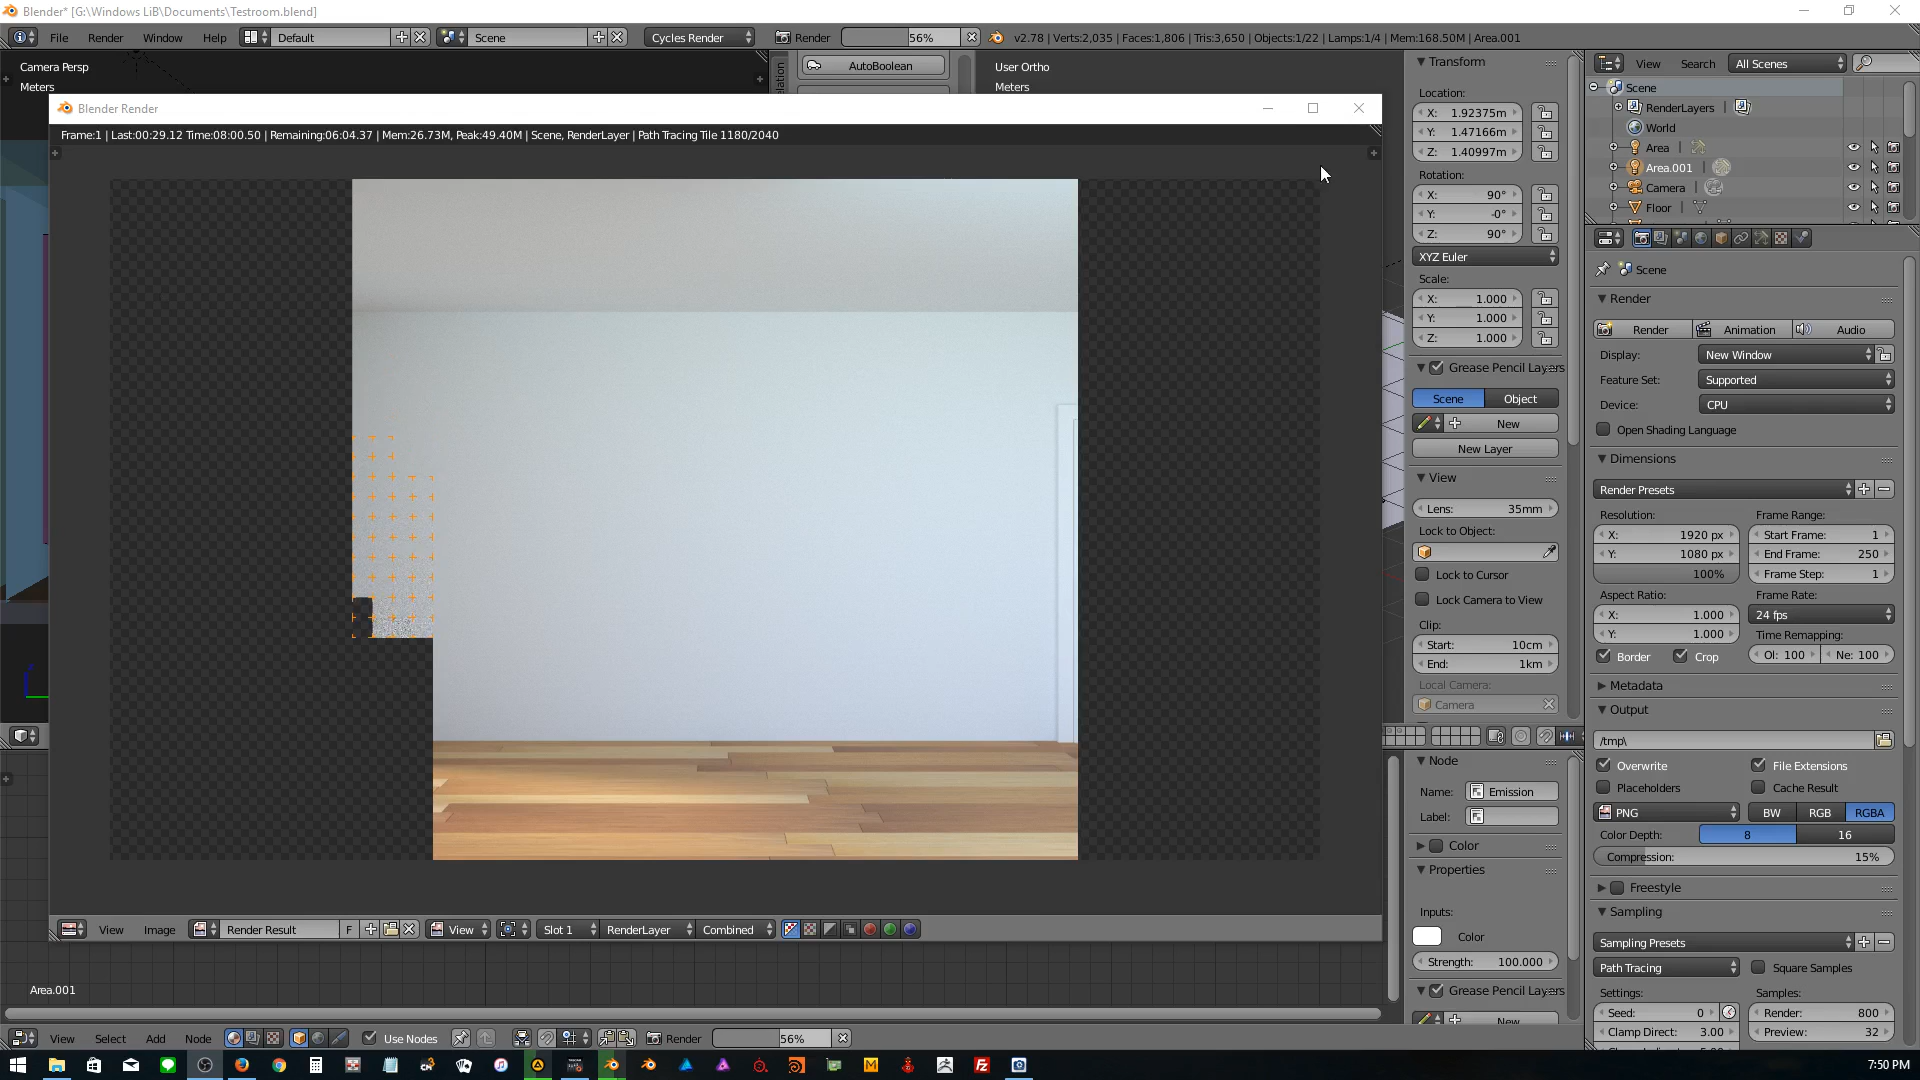 Blender* [G:\Windows LiB\Documents\Testroom.blend]
File Render Window Help Default Scene Cycles Render Render 56% v2.78 | Verts:2,035 | Faces:1,806 | Tris:3,650 | Objects:1/22 | Lamps:1/4 | Mem:168.50M | Area.001
Camera Persp
Meters
AutoBoolean
User Ortho
Meters
Blender Render
Frame:1 | Last:00:29.12 Time:08:00.50 | Remaining:06:04.37 | Mem:26.73M, Peak:49.40M | Scene, RenderLayer | Path Tracing Tile 1180/2040
View Image Render Result F View Slot 1 RenderLayer Combined
Area.001
View Select Add Node Use Nodes Render 56%
Transform
Location:
X: 1.92375m
Y: 1.47166m
Z: 1.40997m
Rotation:
X: 90°
Y: -0°
Z: 90°
XYZ Euler
Scale:
X: 1.000
Y: 1.000
Z: 1.000
Grease Pencil Layers
Scene Object
New
New Layer
View
Lens: 35mm
Lock to Object:
Lock to Cursor
Lock Camera to View
Clip:
Start: 10cm
End: 1km
Local Camera:
Camera
Node
Name: Emission
Label:
Color
Properties
Inputs:
Color
Strength: 100.000
Grease Pencil Layers
New
View Search All Scenes
Scene
RenderLayers |
World
Area |
Area.001 |
Camera |
Floor |
Scene
Render
Render Animation Audio
Display: New Window
Feature Set: Supported
Device: CPU
Open Shading Language
Dimensions
Render Presets
Resolution: Frame Range:
X: 1920 px Start Frame: 1
Y: 1080 px End Frame: 250
100% Frame Step: 1
Aspect Ratio: Frame Rate:
X: 1.000 24 fps
Y: 1.000 Time Remapping:
Border Crop Ol: 100 Ne: 100
Metadata
Output
/tmp\
Overwrite File Extensions
Placeholders Cache Result
PNG BW RGB RGBA
Color Depth: 8 16
Compression: 15%
Freestyle
Sampling
Sampling Presets
Path Tracing Square Samples
Settings: Samples:
Seed: 0 Render: 800
Clamp Direct: 3.00 Preview: 32
7:50 PM